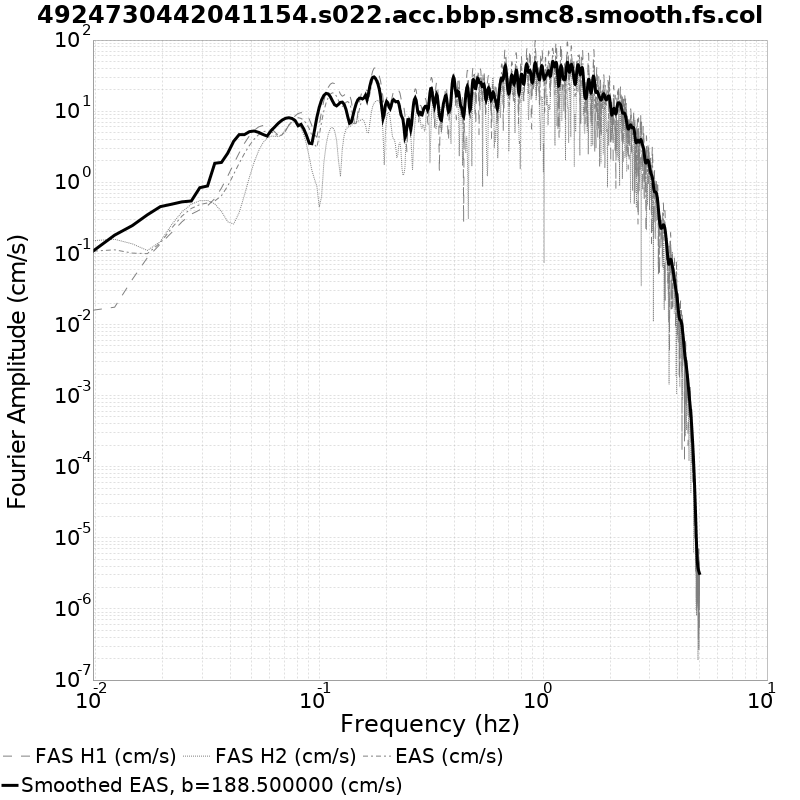 4924730442041154.s022.acc.bbp.smc8.smooth.fs.col
Fourier Amplitude (cm/s)
10^2
10^1
10^0
10^-1
10^-2
10^-3
10^-4
10^-5
10^-6
10^-7
10^-2 10^-1 10^0 10^1
Frequency (hz)
FAS H1 (cm/s) FAS H2 (cm/s) EAS (cm/s)
Smoothed EAS, b=188.500000 (cm/s)